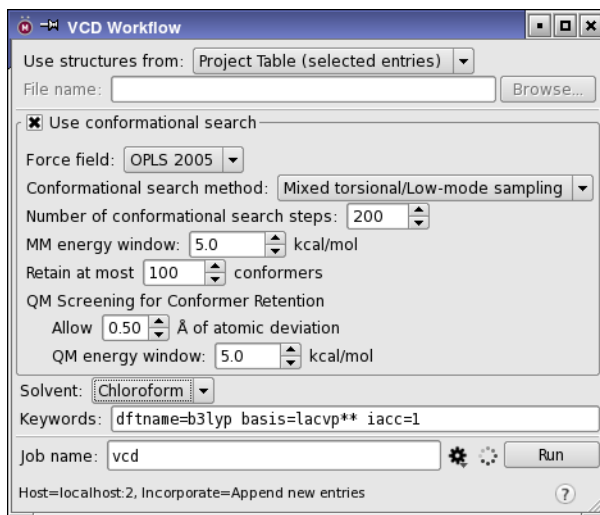 VCD Workflow
Use structures from: Project Table (selected entries)
File name: Browse...
Use conformational search
Force field: OPLS 2005
Conformational search method: Mixed torsional/Low-mode sampling
Number of conformational search steps: 200
MM energy window: 5.0 kcal/mol
Retain at most 100 conformers
QM Screening for Conformer Retention
Allow 0.50 Å of atomic deviation
QM energy window: 5.0 kcal/mol
Solvent: Chloroform
Keywords: dftname=b3lyp basis=lacvp** iacc=1
Job name: vcd Run
Host=localhost:2, Incorporate=Append new entries ?